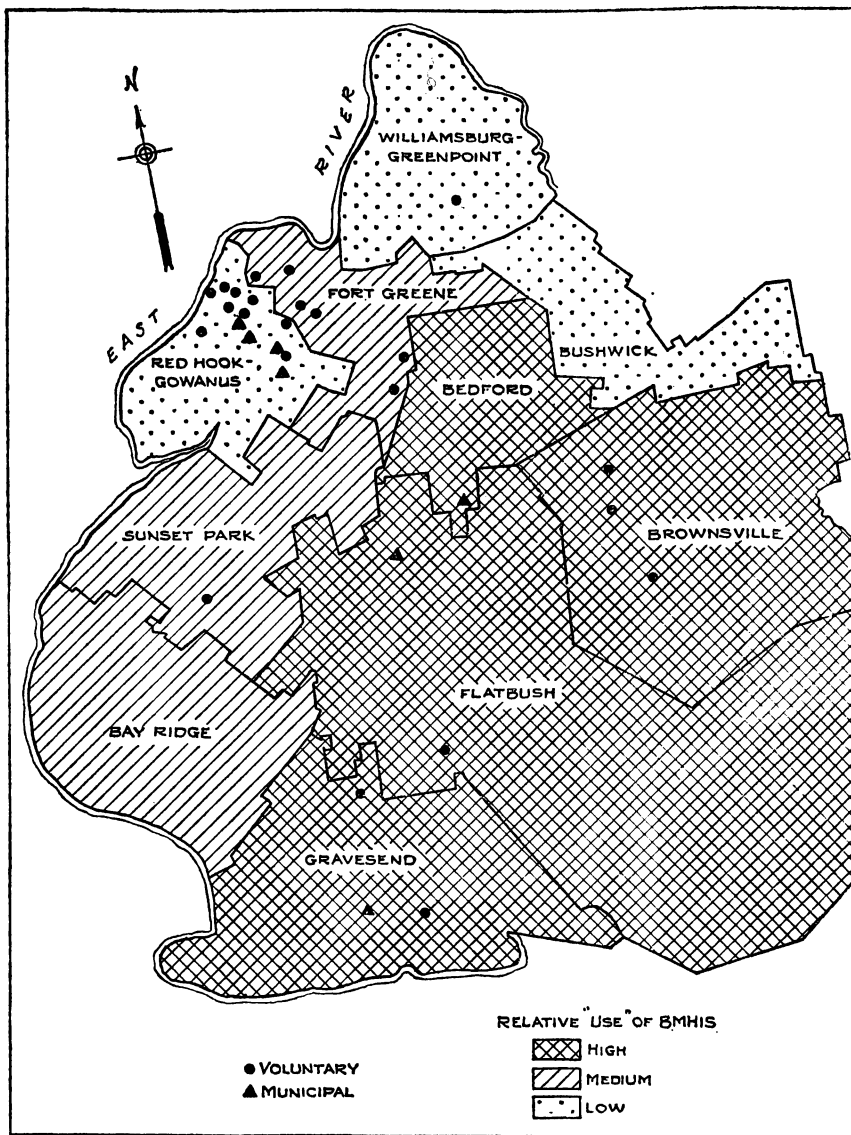 N
RIVER
WILLIAMSBURG-
GREENPOINT
EAST
FORT GREENE
RED HOOK-
GOWANUS
BUSHWICK
BEDFORD
SUNSET PARK
BROWNSVILLE
FLATBUSH
BAY RIDGE
GRAVESEND
RELATIVE "USE" OF BMHIS
HIGH
MEDIUM
LOW
VOLUNTARY
MUNICIPAL